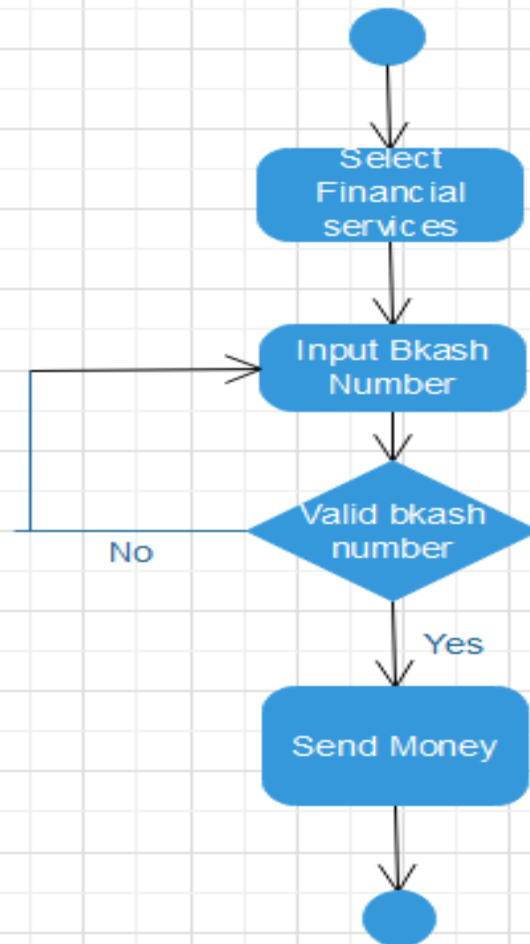 Select
Financial
services
Input Bkash
Number
Valid bkash
number
No
Yes
Send Money